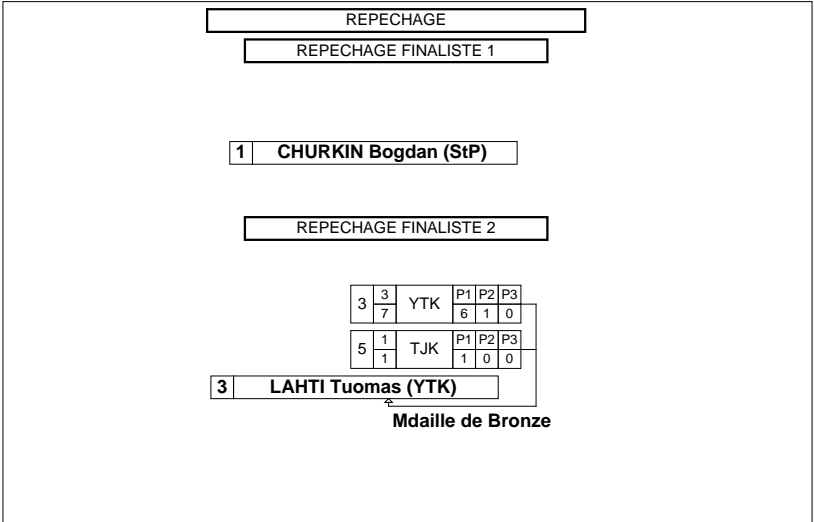 REPECHAGE
REPECHAGE FINALISTE 1
1 CHURKIN Bogdan (StP)
REPECHAGE FINALISTE 2
3 3 YTK P1 P2 P3
7 6 1 0
5 1 TJK P1 P2 P3
1 1 0 0
3 LAHTI Tuomas (YTK)
Mdaille de Bronze